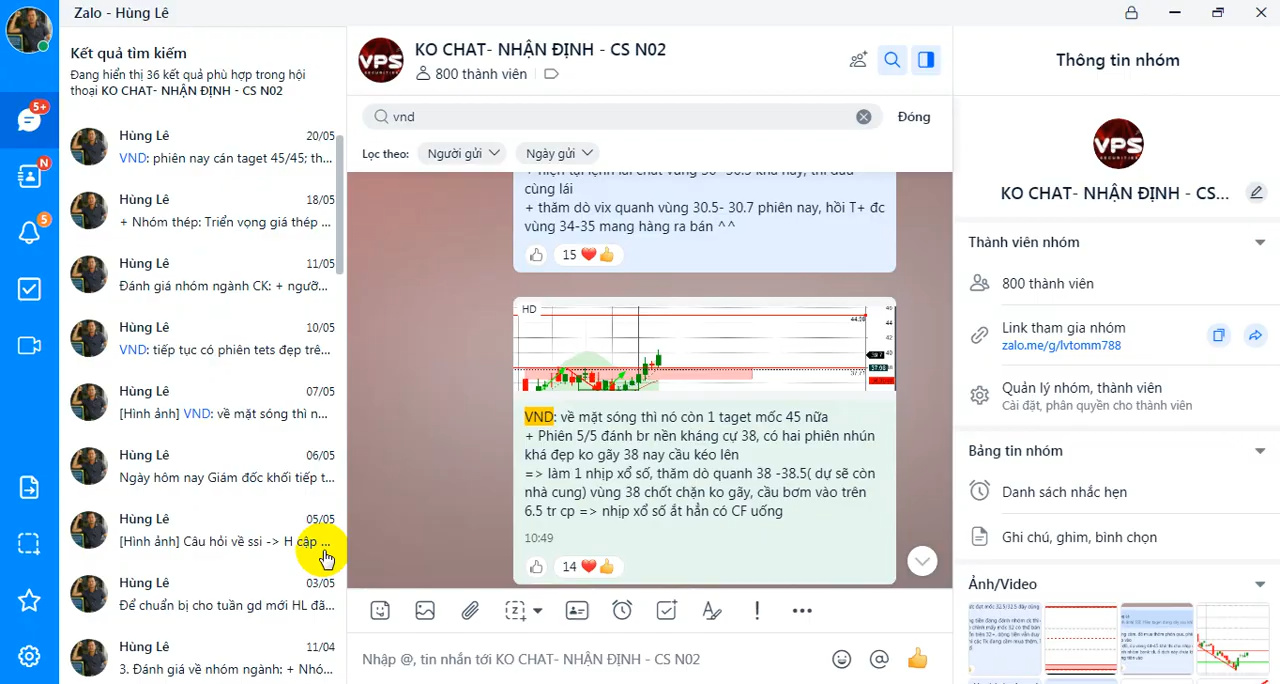 Zalo - Hùng Lê
5+
N
5
Kết quả tìm kiếm
Đang hiển thị 36 kết quả phù hợp trong hội
thoại KO CHAT- NHẬN ĐỊNH - CS N02
Hùng Lê
20/05
VND: phiên nay cán taget 45/45; th...
Hùng Lê
18/05
+ Nhóm thép: Triển vọng giá thép ...
Hùng Lê
11/05
Đánh giá nhóm ngành CK: + ngưỡ...
Hùng Lê
10/05
VND: tiếp tục có phiên tets đẹp trê...
Hùng Lê
07/05
[Hình ảnh] VND: về mặt sóng thì n...
Hùng Lê
06/05
Ngày hôm nay Giám đốc khối tiếp t...
Hùng Lê
05/05
[Hình ảnh] Câu hỏi về ssi -> H cập ...
Hùng Lê
03/05
Để chuẩn bị cho tuần gd mới HL đã...
Hùng Lê
11/04
3. Đánh giá về nhóm ngành: + Nhó...
VPS
SECURITIES
KO CHAT- NHẬN ĐỊNH - CS N02
800 thành viên
vnd
Đóng
Lọc theo:
Người gửi
Ngày gửi
cùng lái
+ thăm dò vix quanh vùng 30.5- 30.7 phiên nay, hồi T+ đc
vùng 34-35 mang hàng ra bán ^^
15
HD
44
42
40
VND: về mặt sóng thì nó còn 1 taget mốc 45 nữa
+ Phiên 5/5 đánh br nền kháng cự 38, có hai phiên nhún
khá đẹp ko gãy 38 nay cầu kéo lên
=> làm 1 nhịp xổ số, thăm dò quanh 38 -38.5( dự sẽ còn
nhà cung) vùng 38 chốt chặn ko gãy, cầu bơm vào trên
6.5 tr cp => nhịp xổ số ắt hẳn có CF uống
10:49
14
Nhập @, tin nhắn tới KO CHAT- NHẬN ĐỊNH - CS N02
Thông tin nhóm
VPS
SECURITIES
KO CHAT- NHẬN ĐỊNH - CS...
Thành viên nhóm
800 thành viên
Link tham gia nhóm
zalo.me/g/lvtomm788
Quản lý nhóm, thành viên
Cài đặt, phân quyền cho thành viên
Bảng tin nhóm
Danh sách nhắc hẹn
Ghi chú, ghim, bình chọn
Ảnh/Video